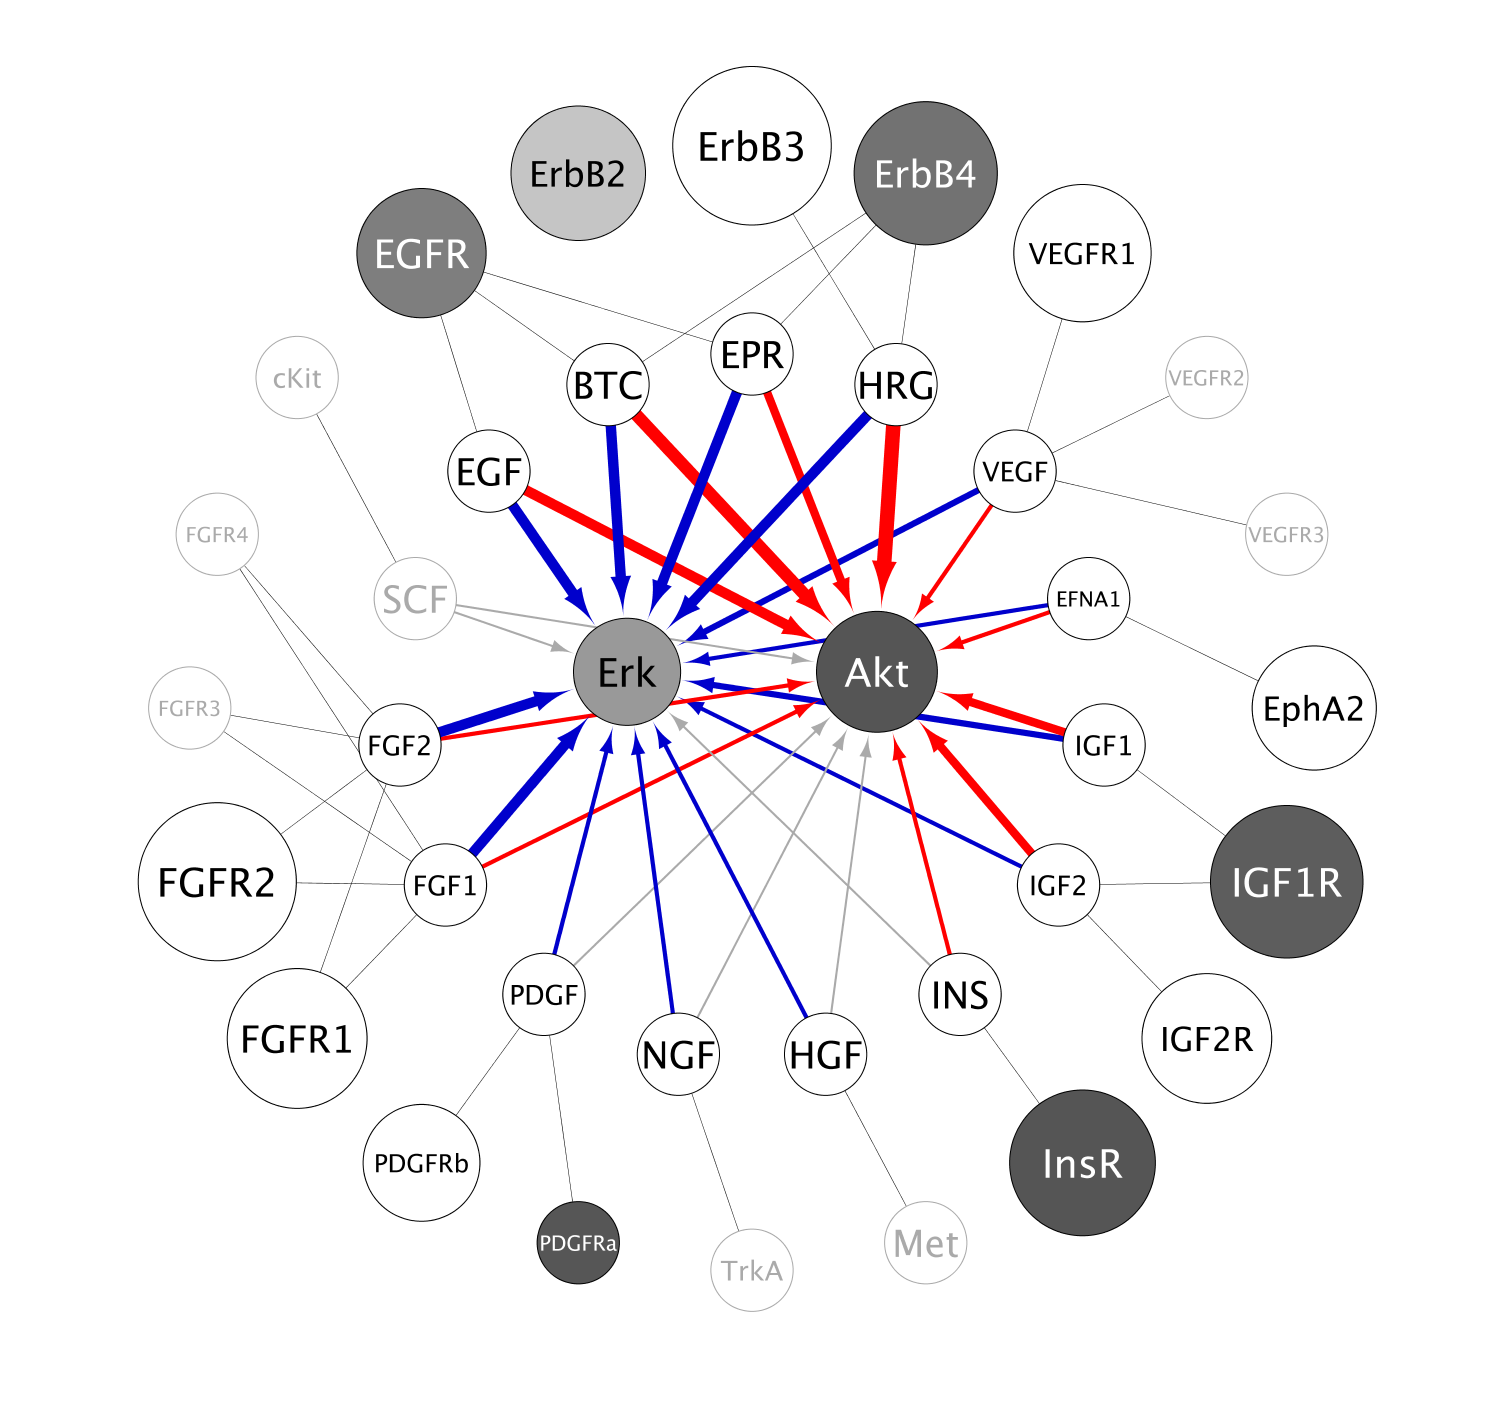 ErbB3
ErbB2
ErbB4
EGFR
VEGFR1
EPR
cKit
BTC
HRG
VEGFR2
EGF
VEGF
FGFR4
VEGFR3
SCF
EFNA1
Erk
Akt
FGFR3
EphA2
FGF2
IGF1
FGFR2
FGF1
IGF2
IGF1R
PDGF
INS
FGFR1
IGF2R
NGF
HGF
PDGFRb
InsR
PDGFRa
Met
TrkA